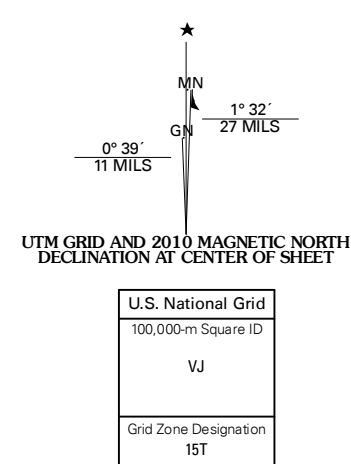 ★
MN
1° 32´
27 MILS
GN
0° 39´
11 MILS
UTM GRID AND 2010 MAGNETIC NORTH
DECLINATION AT CENTER OF SHEET
U.S. National Grid
100,000-m Square ID
VJ
Grid Zone Designation
15T